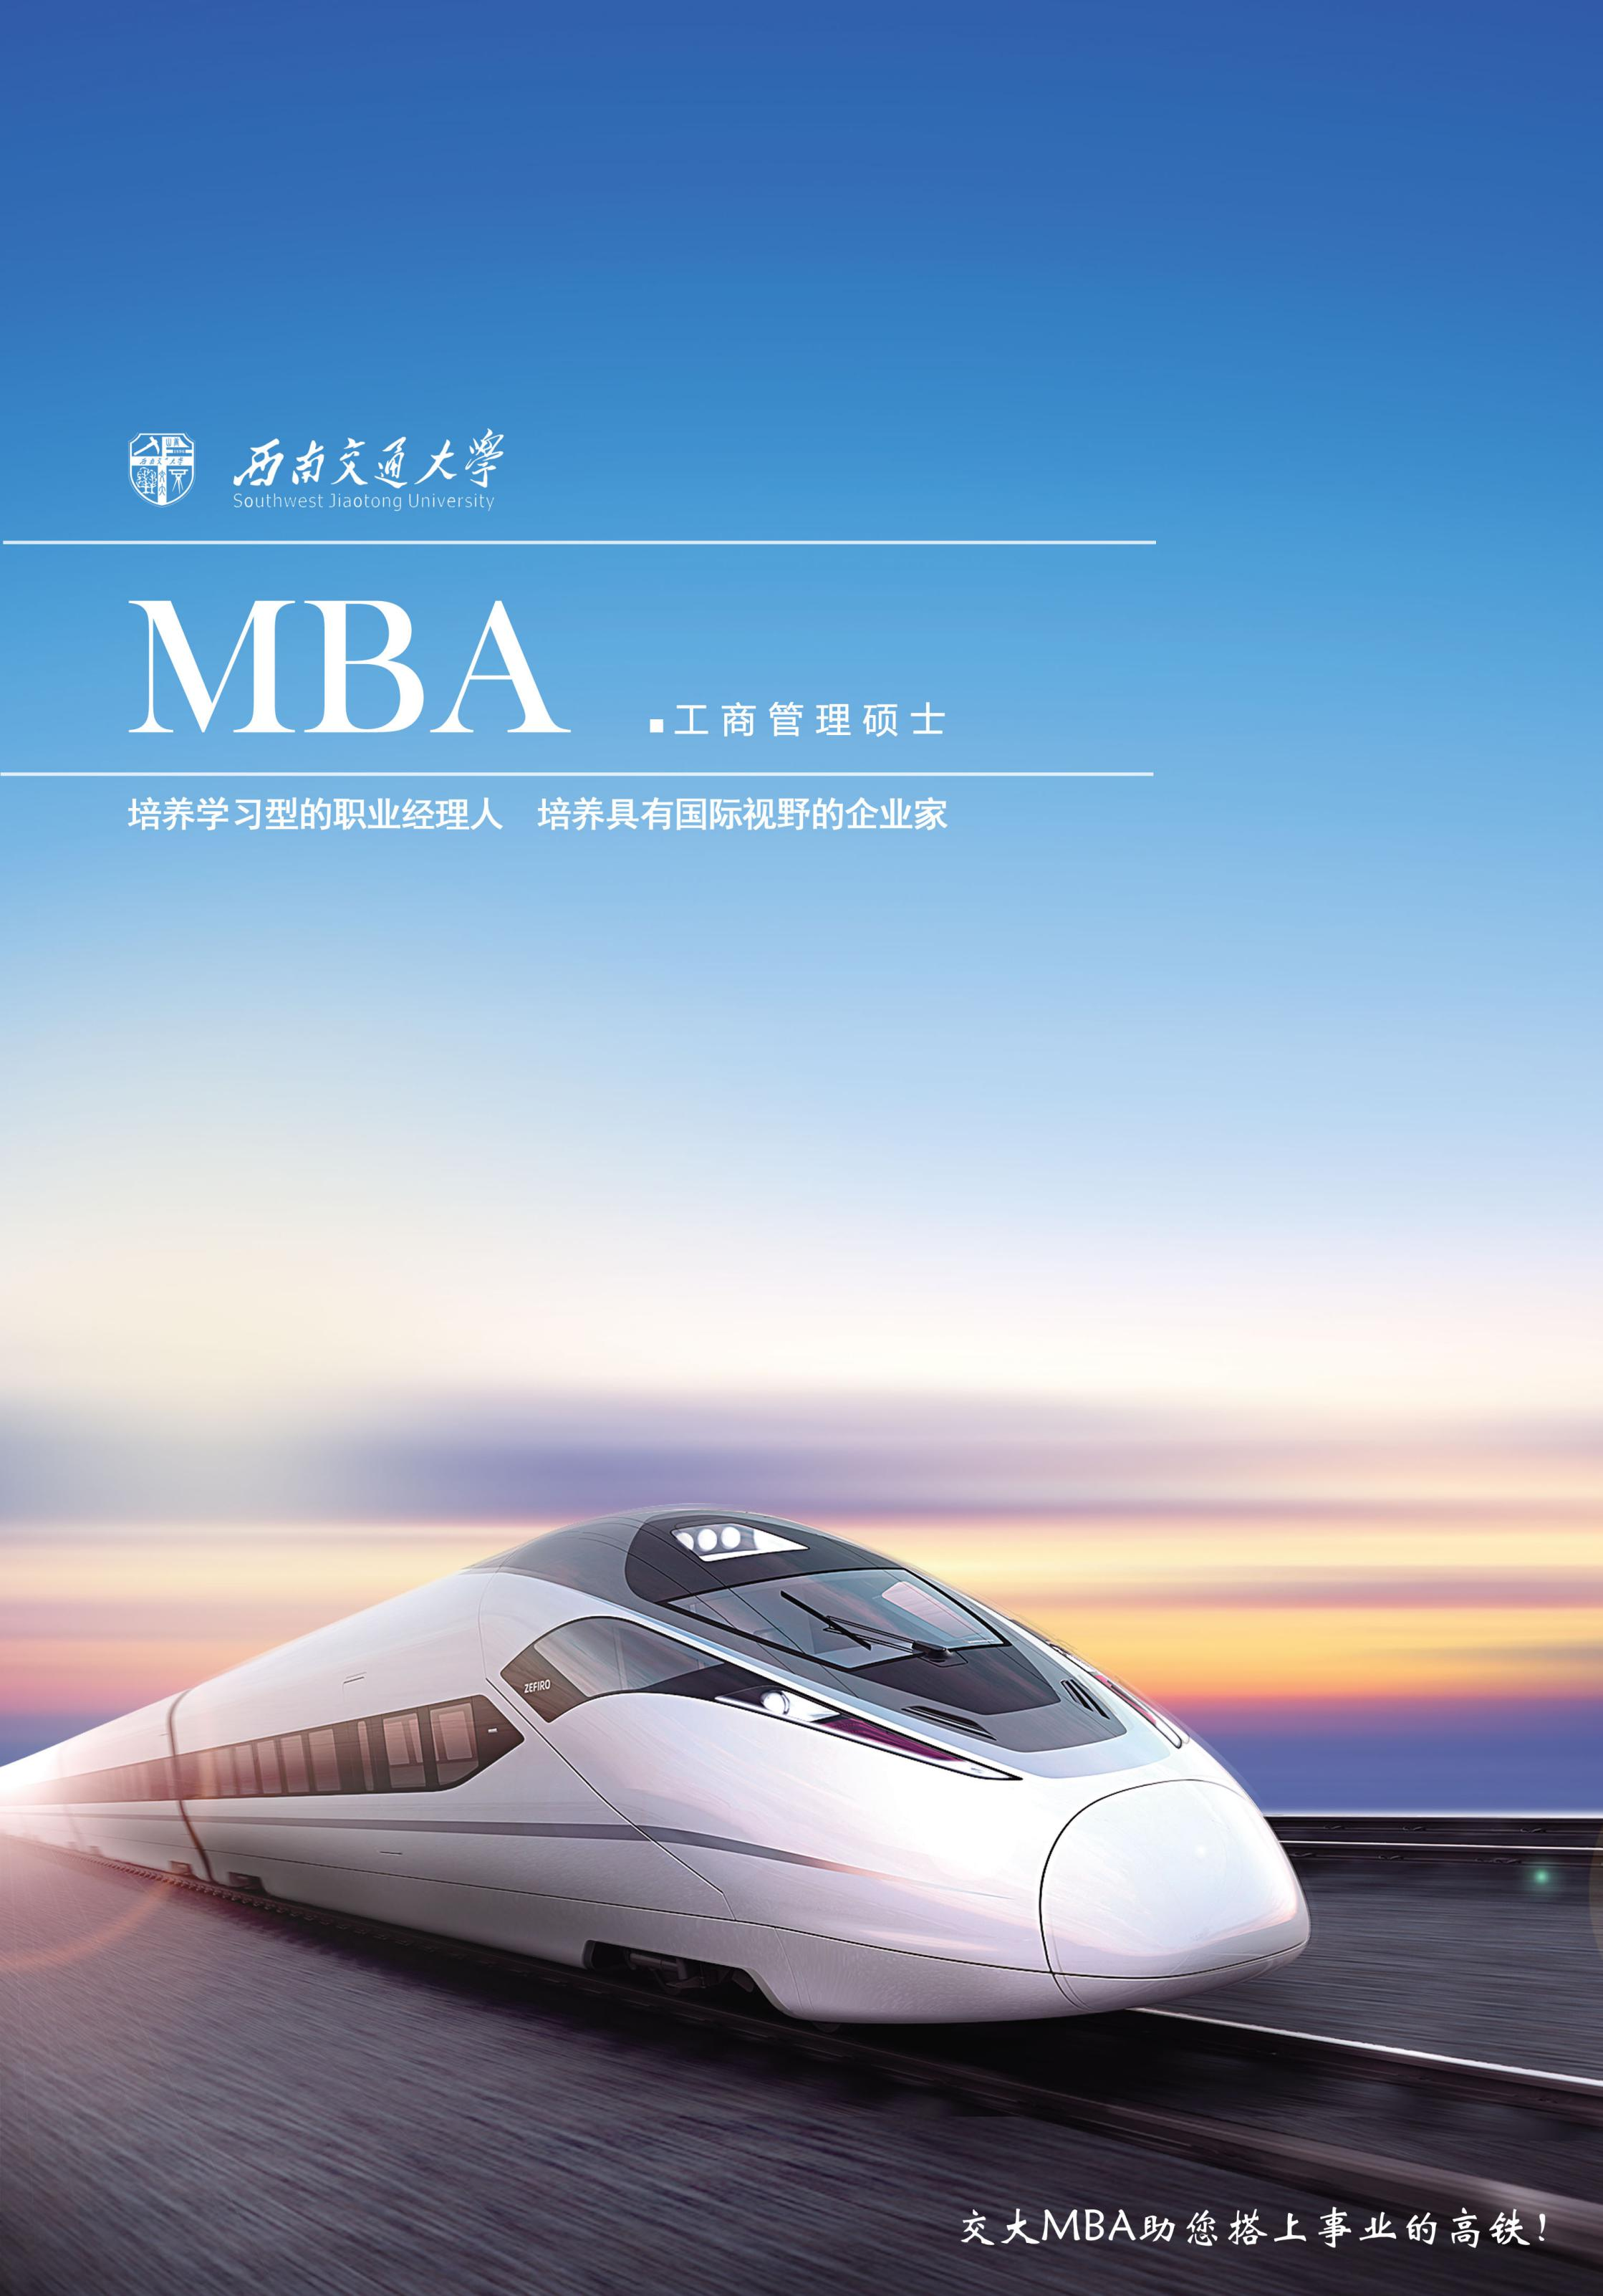 西南交通大学
Southwest Jiaotong University
MBA
工商管理硕士
培养学习型的职业经理人 培养具有国际视野的企业家
ZEFIRO
交大MBA助您搭上事业的高铁!